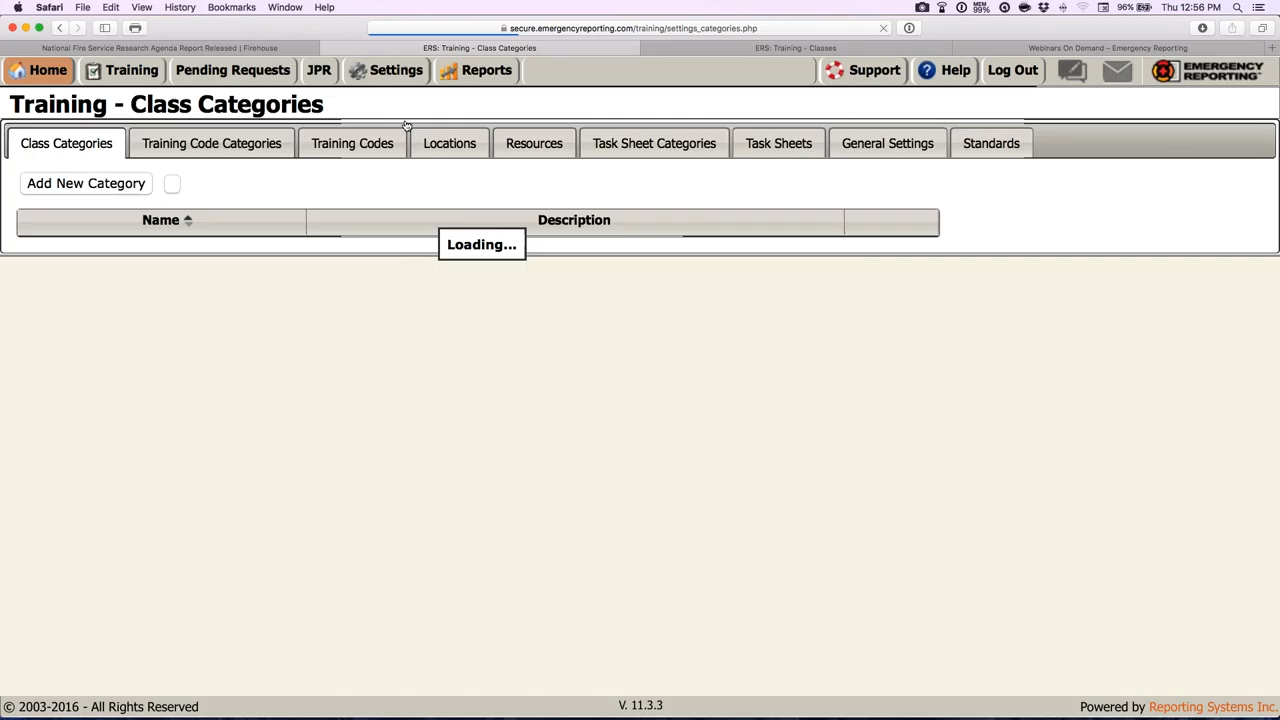 Safari File Edit View History Bookmarks Window Help MEM 99% 96% Thu 12:56 PM
secure.emergencyreporting.com/training/settings_categories.php
National Fire Service Research Agenda Report Released | Firehouse ERS: Training - Class Categories ERS: Training - Classes Webinars On Demand – Emergency Reporting
Home Training Pending Requests JPR Settings Reports Support Help Log Out EMERGENCY REPORTING
Training - Class Categories
Class Categories Training Code Categories Training Codes Locations Resources Task Sheet Categories Task Sheets General Settings Standards
Add New Category
Name Description
Loading...
© 2003-2016 - All Rights Reserved V. 11.3.3 Powered by Reporting Systems Inc.